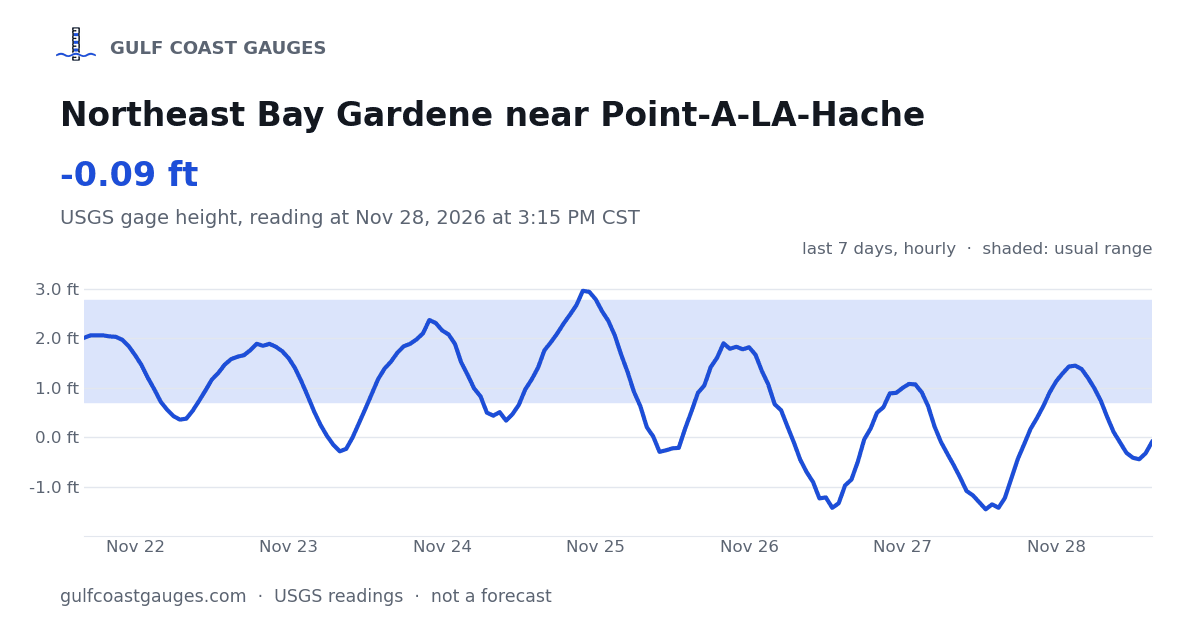 GULF COAST GAUGES
Northeast Bay Gardene near Point-A-LA-Hache
-0.09 ft
USGS gage height, reading at Nov 28, 2026 at 3:15 PM CST
last 7 days, hourly · shaded: usual range
3.0 ft
2.0 ft
1.0 ft
0.0 ft
-1.0 ft
Nov 22 Nov 23 Nov 24 Nov 25 Nov 26 Nov 27 Nov 28
gulfcoastgauges.com · USGS readings · not a forecast